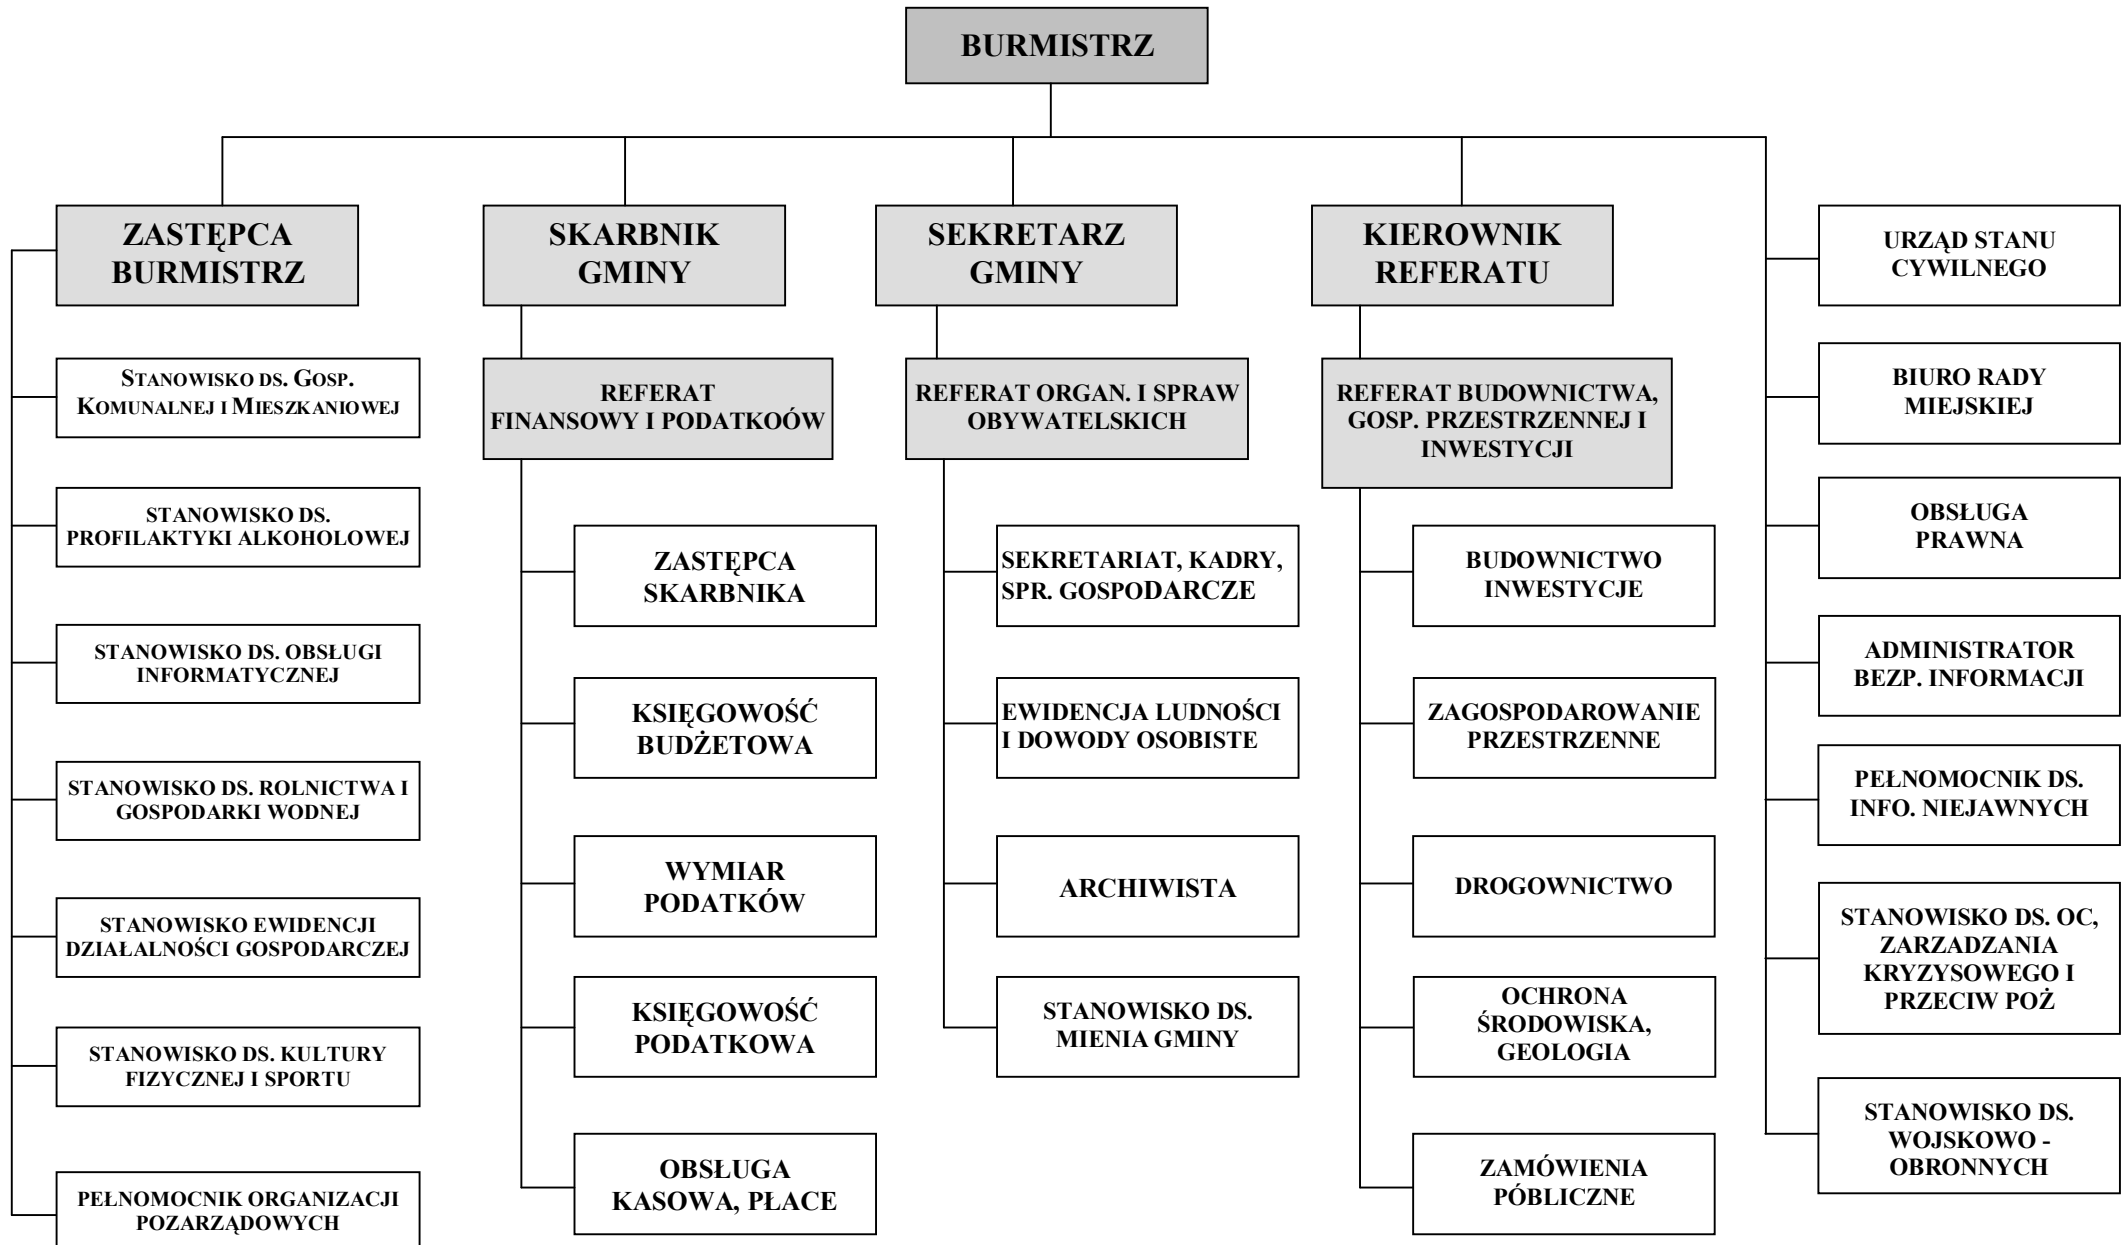 BURMISTRZ
ZASTĘPCA
BURMISTRZ
STANOWISKO DS. GOSP.
KOMUNALNEJ I MIESZKANIOWEJ
STANOWISKO DS.
PROFILAKTYKI ALKOHOLOWEJ
STANOWISKO DS. OBSŁUGI
INFORMATYCZNEJ
STANOWISKO DS. ROLNICTWA I
GOSPODARKI WODNEJ
STANOWISKO EWIDENCJI
DZIAŁALNOŚCI GOSPODARCZEJ
STANOWISKO DS. KULTURY
FIZYCZNEJ I SPORTU
PEŁNOMOCNIK ORGANIZACJI
POZARZĄDOWYCH
SKARBNIK
GMINY
REFERAT
FINANSOWY I PODATKOÓW
ZASTĘPCA
SKARBNIKA
KSIĘGOWOŚĆ
BUDŻETOWA
WYMIAR
PODATKÓW
KSIĘGOWOŚĆ
PODATKOWA
OBSŁUGA
KASOWA, PŁACE
SEKRETARZ
GMINY
REFERAT ORGAN. I SPRAW
OBYWATELSKICH
SEKRETARIAT, KADRY,
SPR. GOSPODARCZE
EWIDENCJA LUDNOŚCI
I DOWODY OSOBISTE
ARCHIWISTA
STANOWISKO DS.
MIENIA GMINY
KIEROWNIK
REFERATU
REFERAT BUDOWNICTWA,
GOSP. PRZESTRZENNEJ I
INWESTYCJI
BUDOWNICTWO
INWESTYCJE
ZAGOSPODAROWANIE
PRZESTRZENNE
DROGOWNICTWO
OCHRONA
ŚRODOWISKA,
GEOLOGIA
ZAMÓWIENIA
PÓBLICZNE
URZĄD STANU
CYWILNEGO
BIURO RADY
MIEJSKIEJ
OBSŁUGA
PRAWNA
ADMINISTRATOR
BEZP. INFORMACJI
PEŁNOMOCNIK DS.
INFO. NIEJAWNYCH
STANOWISKO DS. OC,
ZARZADZANIA
KRYZYSOWEGO I
PRZECIW POŻ
STANOWISKO DS.
WOJSKOWO -
OBRONNYCH